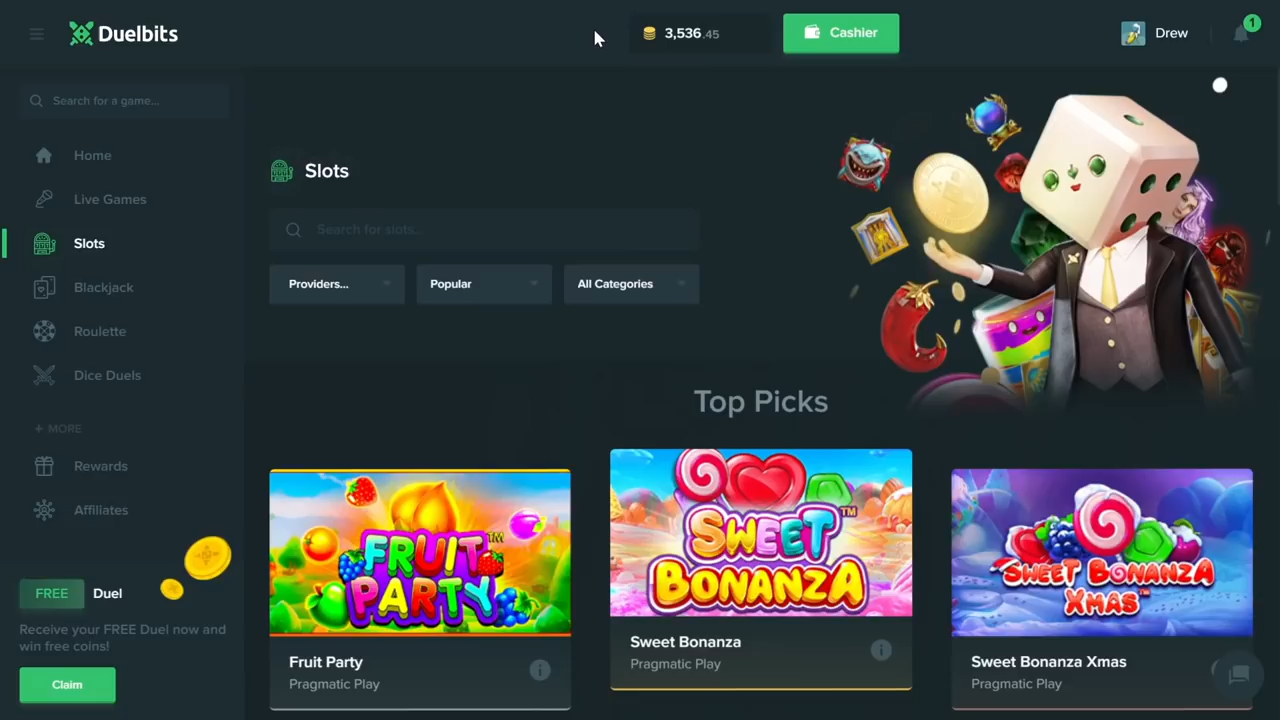 Duelbits
3,536.45
Cashier
Drew
1
Search for a game...
Home
Live Games
Slots
Blackjack
Roulette
Dice Duels
+ MORE
Rewards
Affiliates
FREE Duel
Receive your FREE Duel now and
win free coins!
Claim
Slots
Search for slots...
Providers...
Popular
All Categories
Top Picks
FRUIT™
PARTY
Fruit Party
Pragmatic Play
SWEET™
BONANZA
Sweet Bonanza
Pragmatic Play
SWEET BONANZA
XMAS™
Sweet Bonanza Xmas
Pragmatic Play